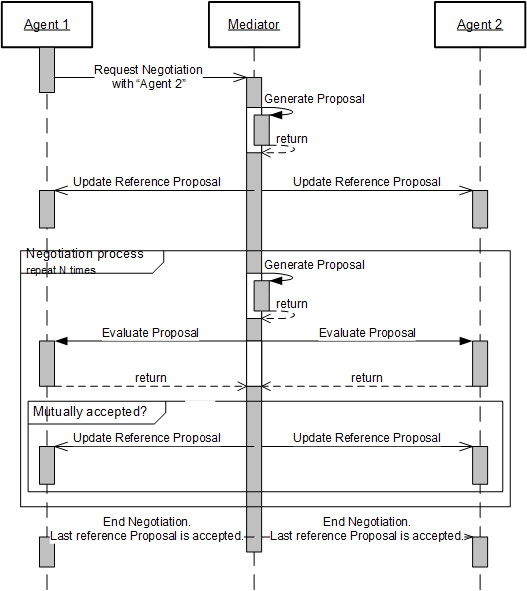 Agent 1
Mediator
Agent 2
Request Negotiation
with “Agent 2”
Generate Proposal
return
Update Reference Proposal
Update Reference Proposal
Negotiation process
repeat N times
Generate Proposal
return
Evaluate Proposal
Evaluate Proposal
return
return
Mutually accepted?
Update Reference Proposal
Update Reference Proposal
End Negotiation.
Last reference Proposal is accepted.
End Negotiation.
Last reference Proposal is accepted.